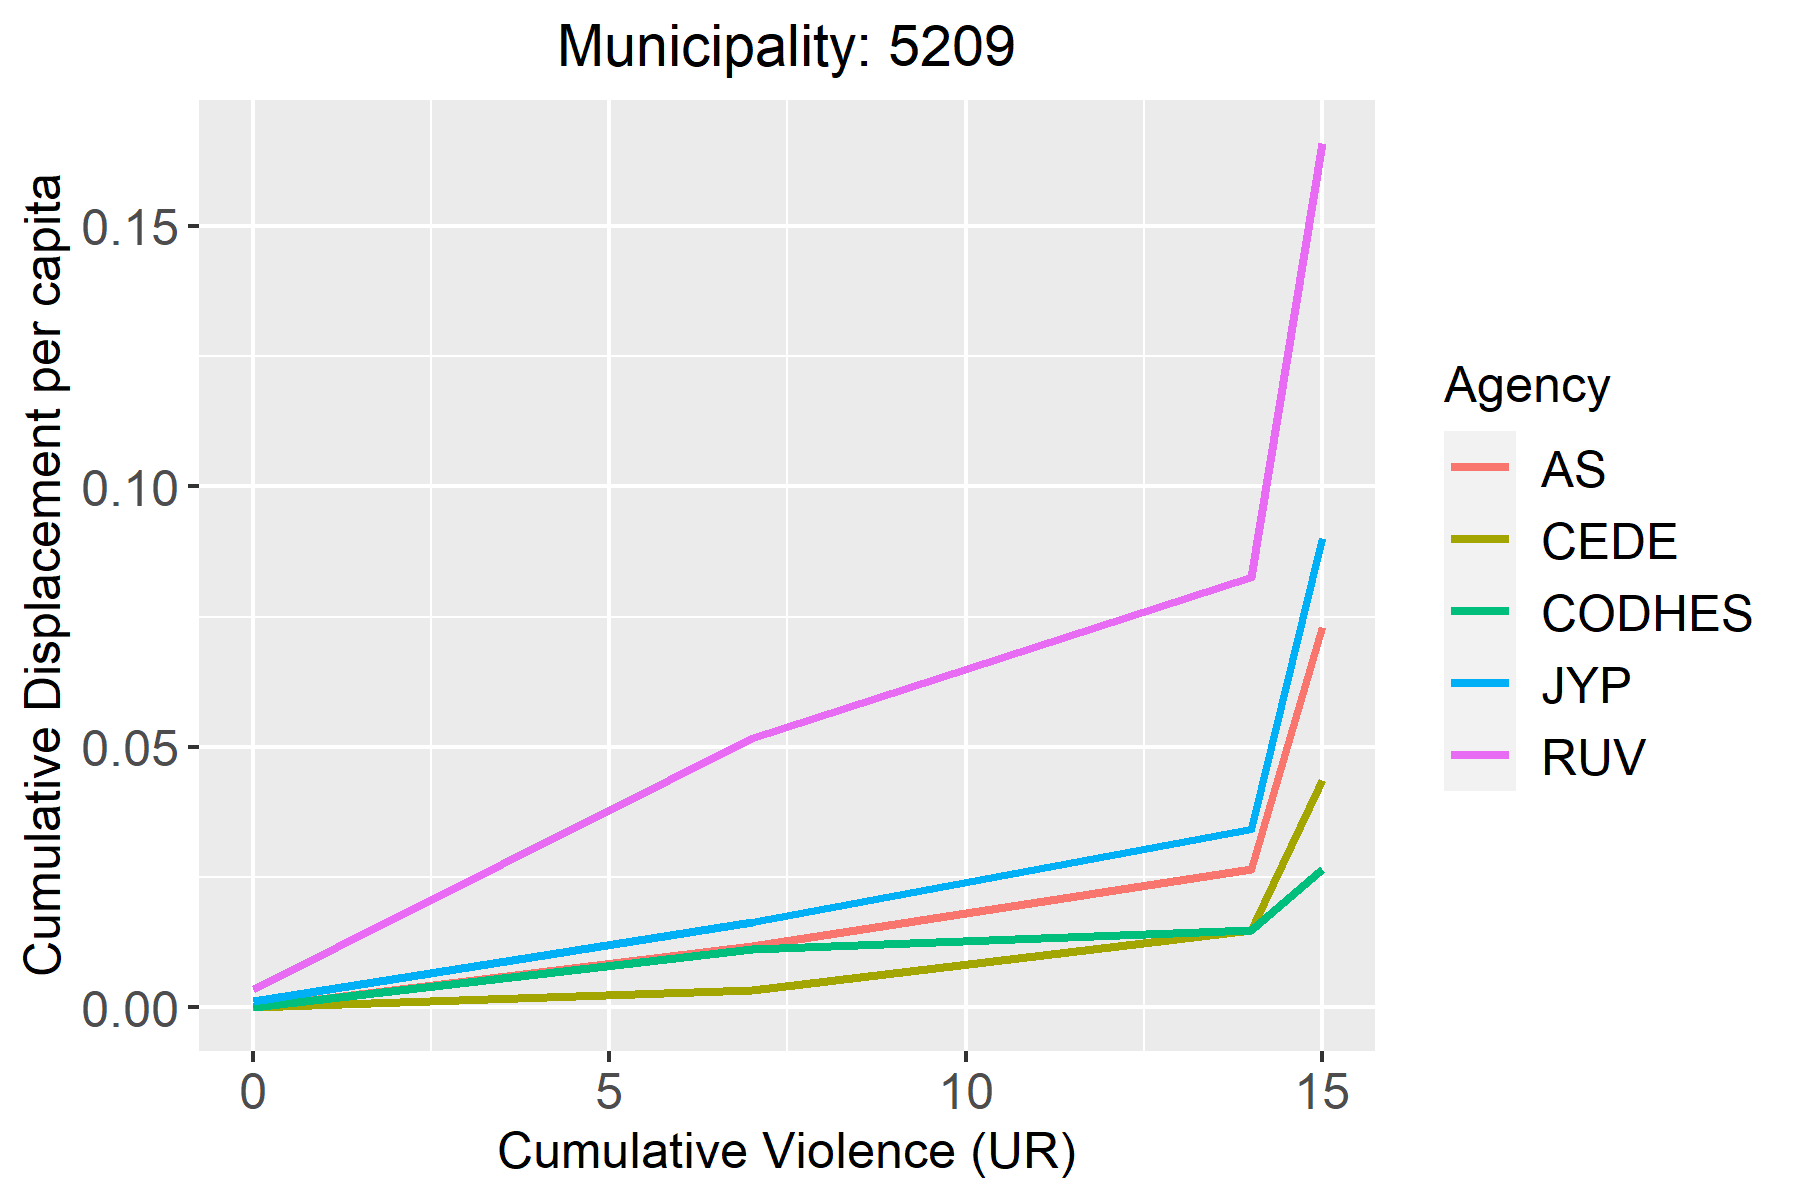 Municipality: 5209
Cumulative Displacement per capita
0.15
0.10
0.05
0.00
0
5
10
15
Cumulative Violence (UR)
Agency
AS
CEDE
CODHES
JYP
RUV